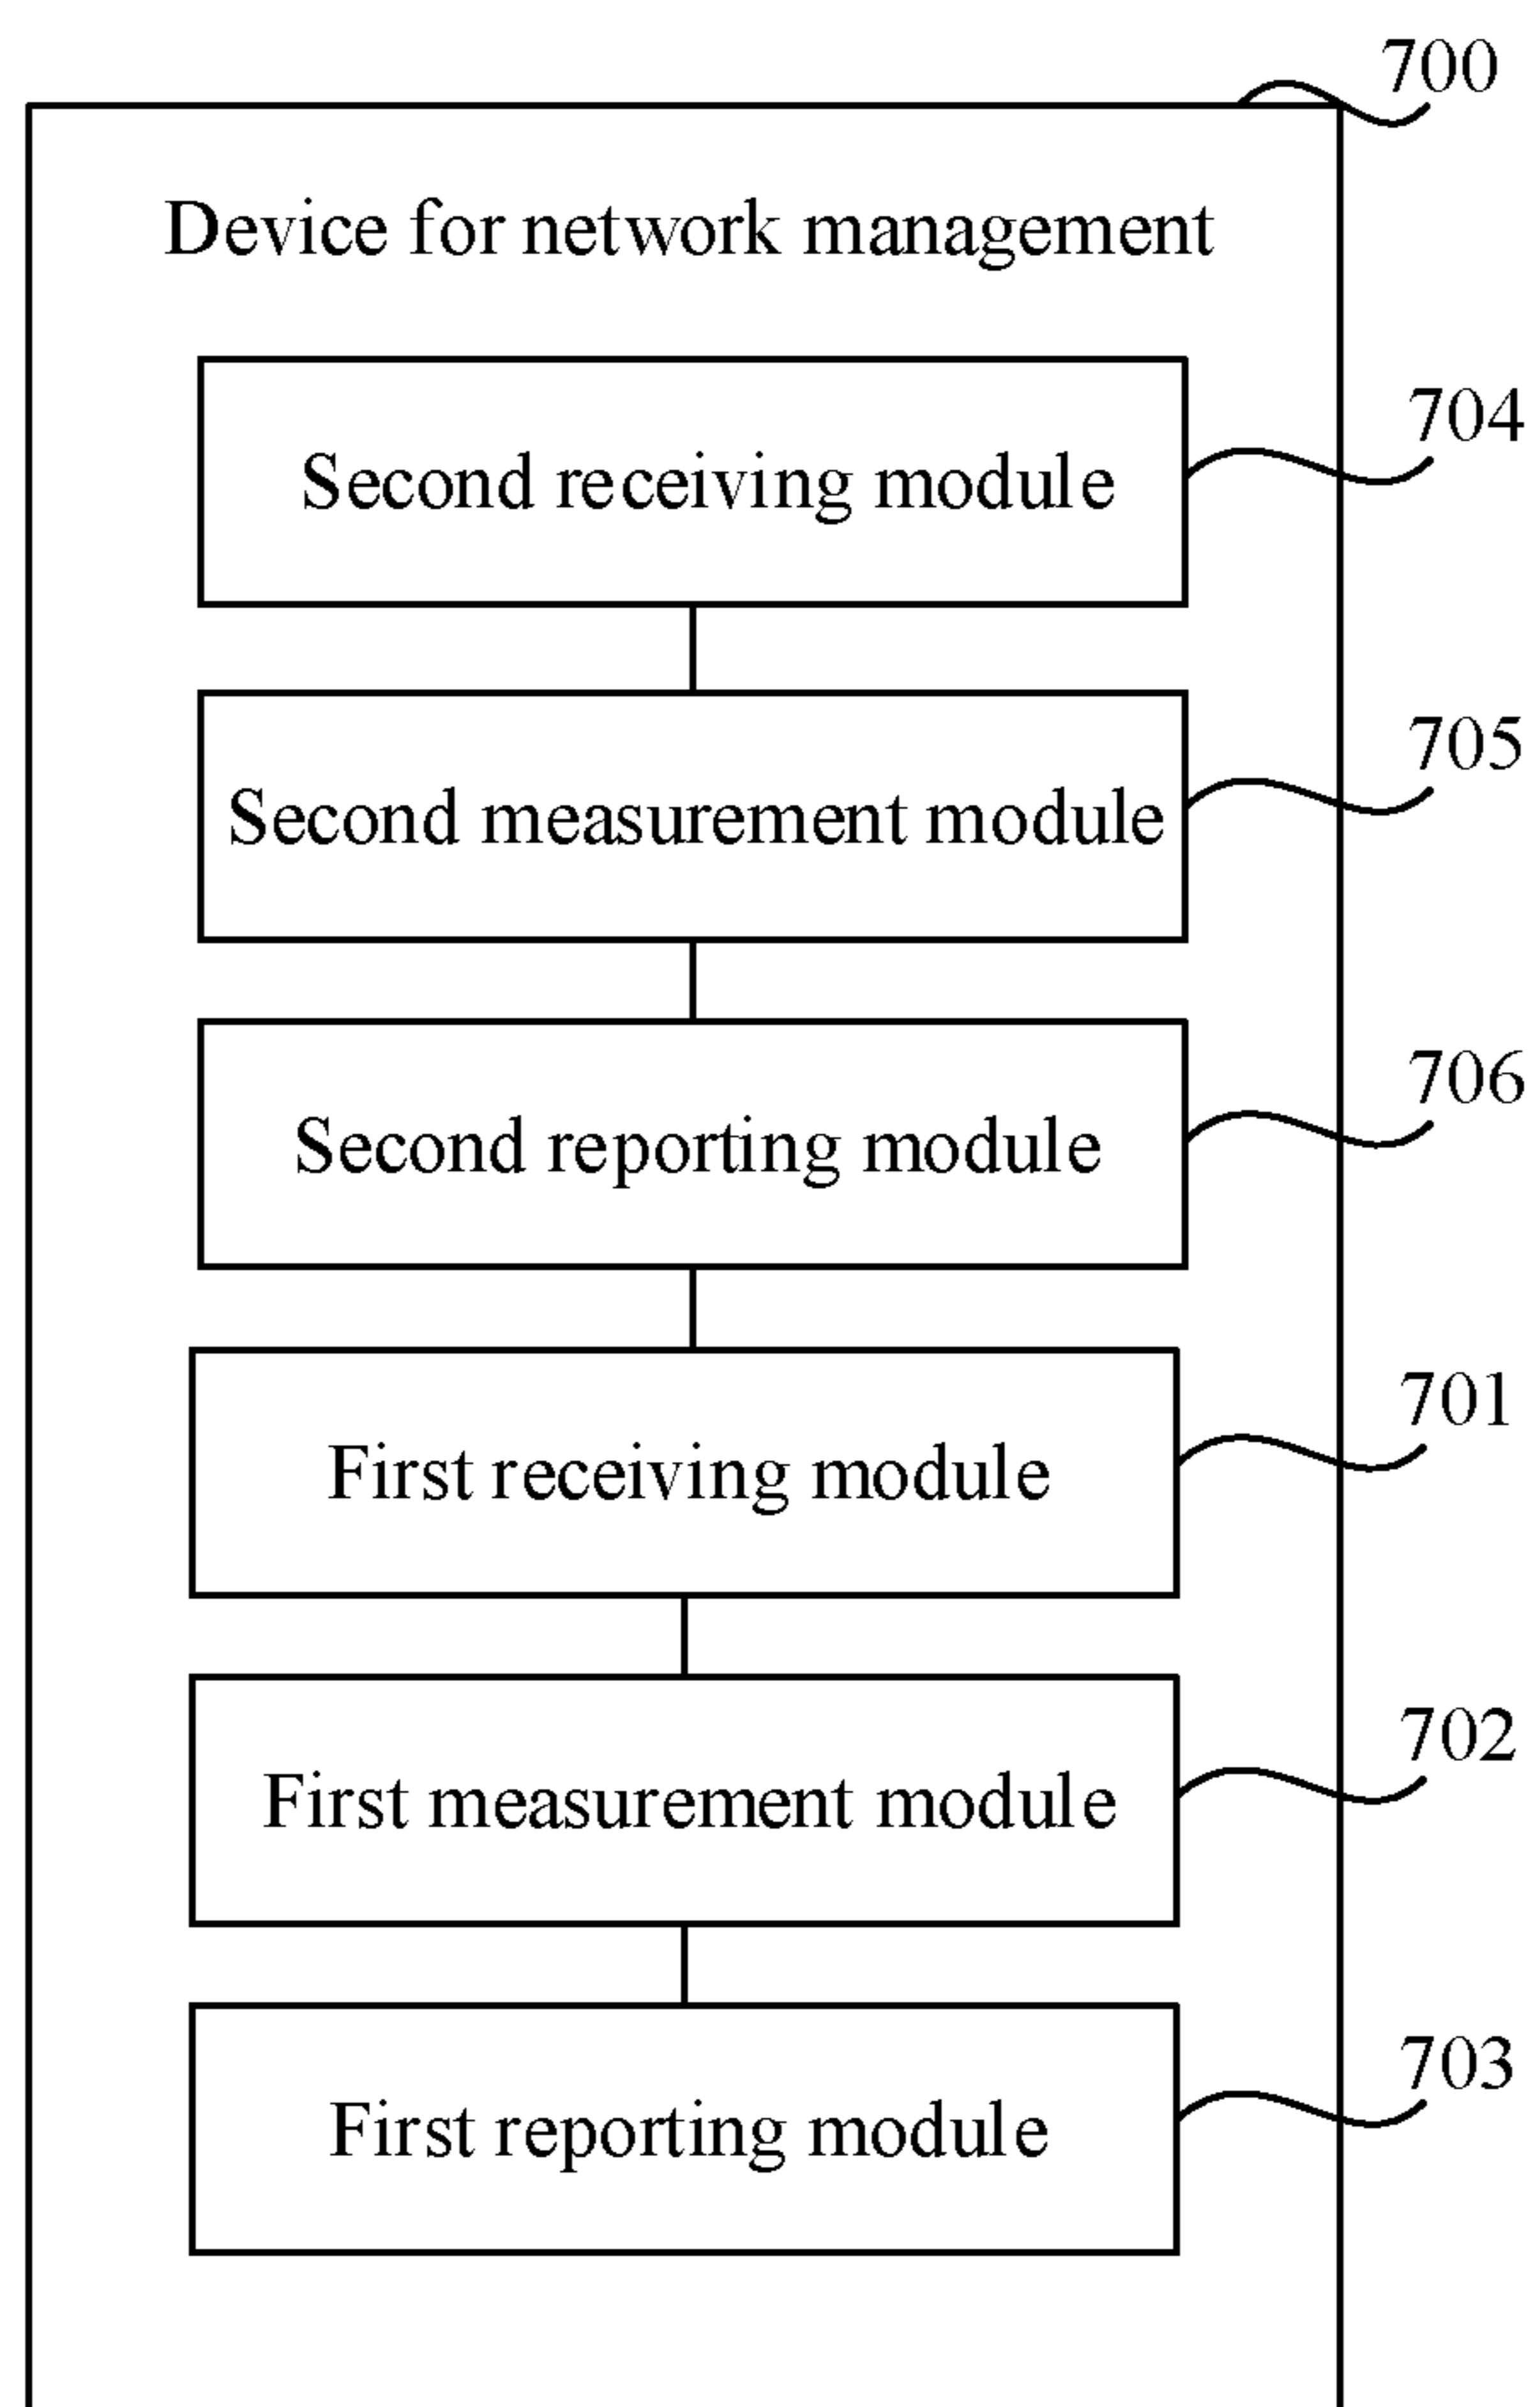 700
Device for network management
704
Second receiving module
705
Second measurement module
706
Second reporting module
701
First receiving module
702
First measurement module
703
First reporting module